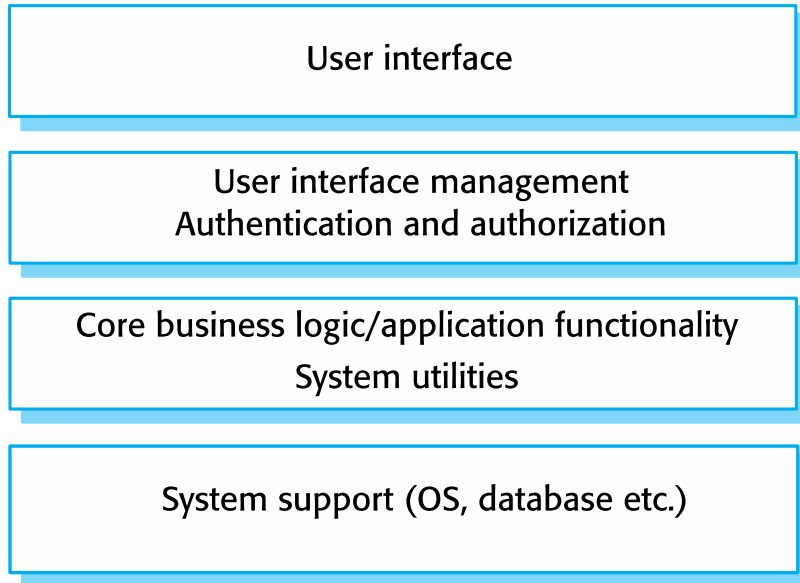 User interface
User interface management
Authentication and authorization
Core business logic/application functionality
System utilities
System support (OS, database etc.)